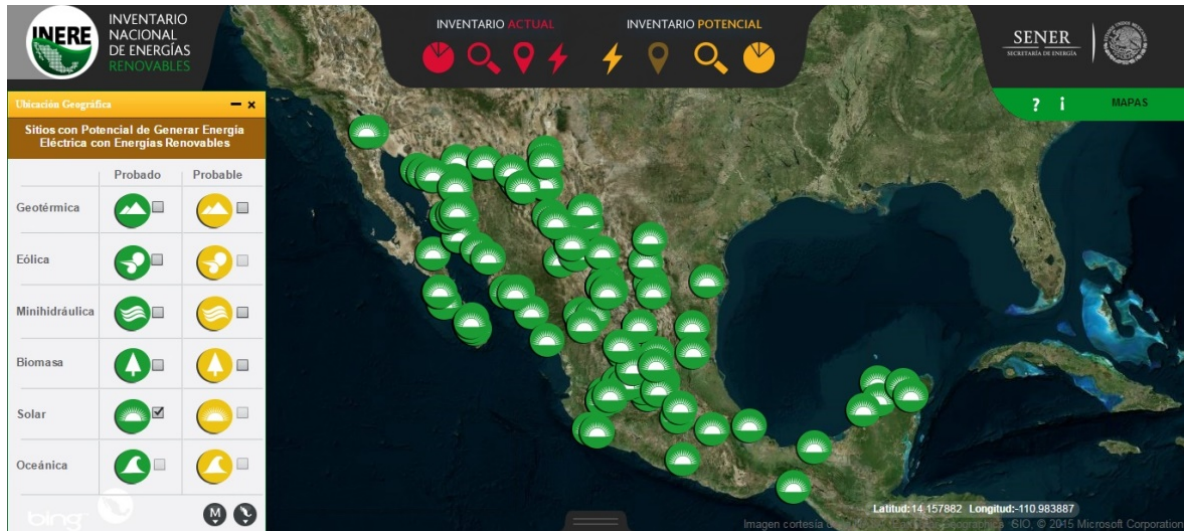 INERE
INVENTARIO
NACIONAL
DE ENERGÍAS
RENOVABLES
INVENTARIO ACTUAL
INVENTARIO POTENCIAL
SENER
SECRETARÍA DE ENERGÍA
? i MAPAS
Ubicación Geográfica
Sitios con Potencial de Generar Energía
Eléctrica con Energías Renovables
Probado Probable
Geotérmica
Eólica
Minihidráulica
Biomasa
Solar
Oceánica
bing
M
Latitud:14.157882 Longitud:-110.983887
Imagen cortesía de SIO, © 2015 Microsoft Corporation